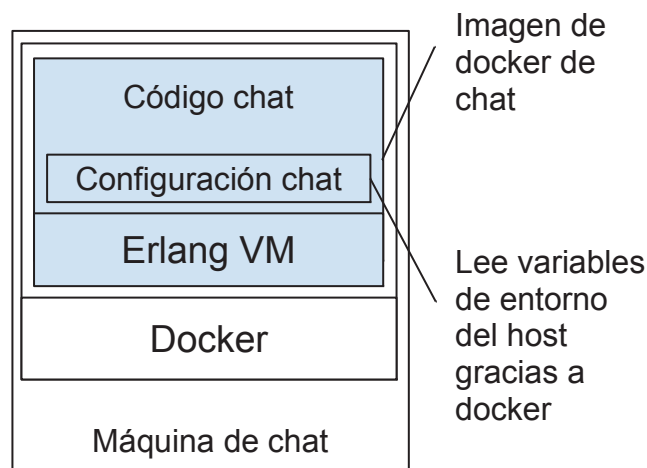 Código chat
Configuración chat
Erlang VM
Docker
Máquina de chat
Imagen de
docker de
chat
Lee variables
de entorno
del host
gracias a
docker